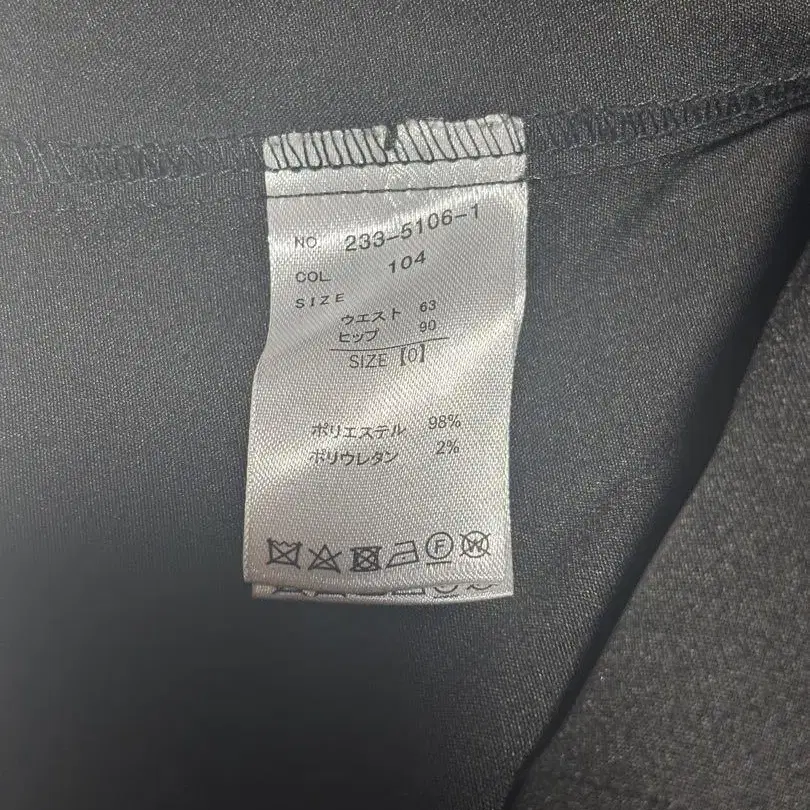 NO. 233-5106-1
COL. 104
SIZE
ウエスト 63
ヒップ 90
SIZE【0】
ポリエステル 98%
ポリウレタン 2%
F W